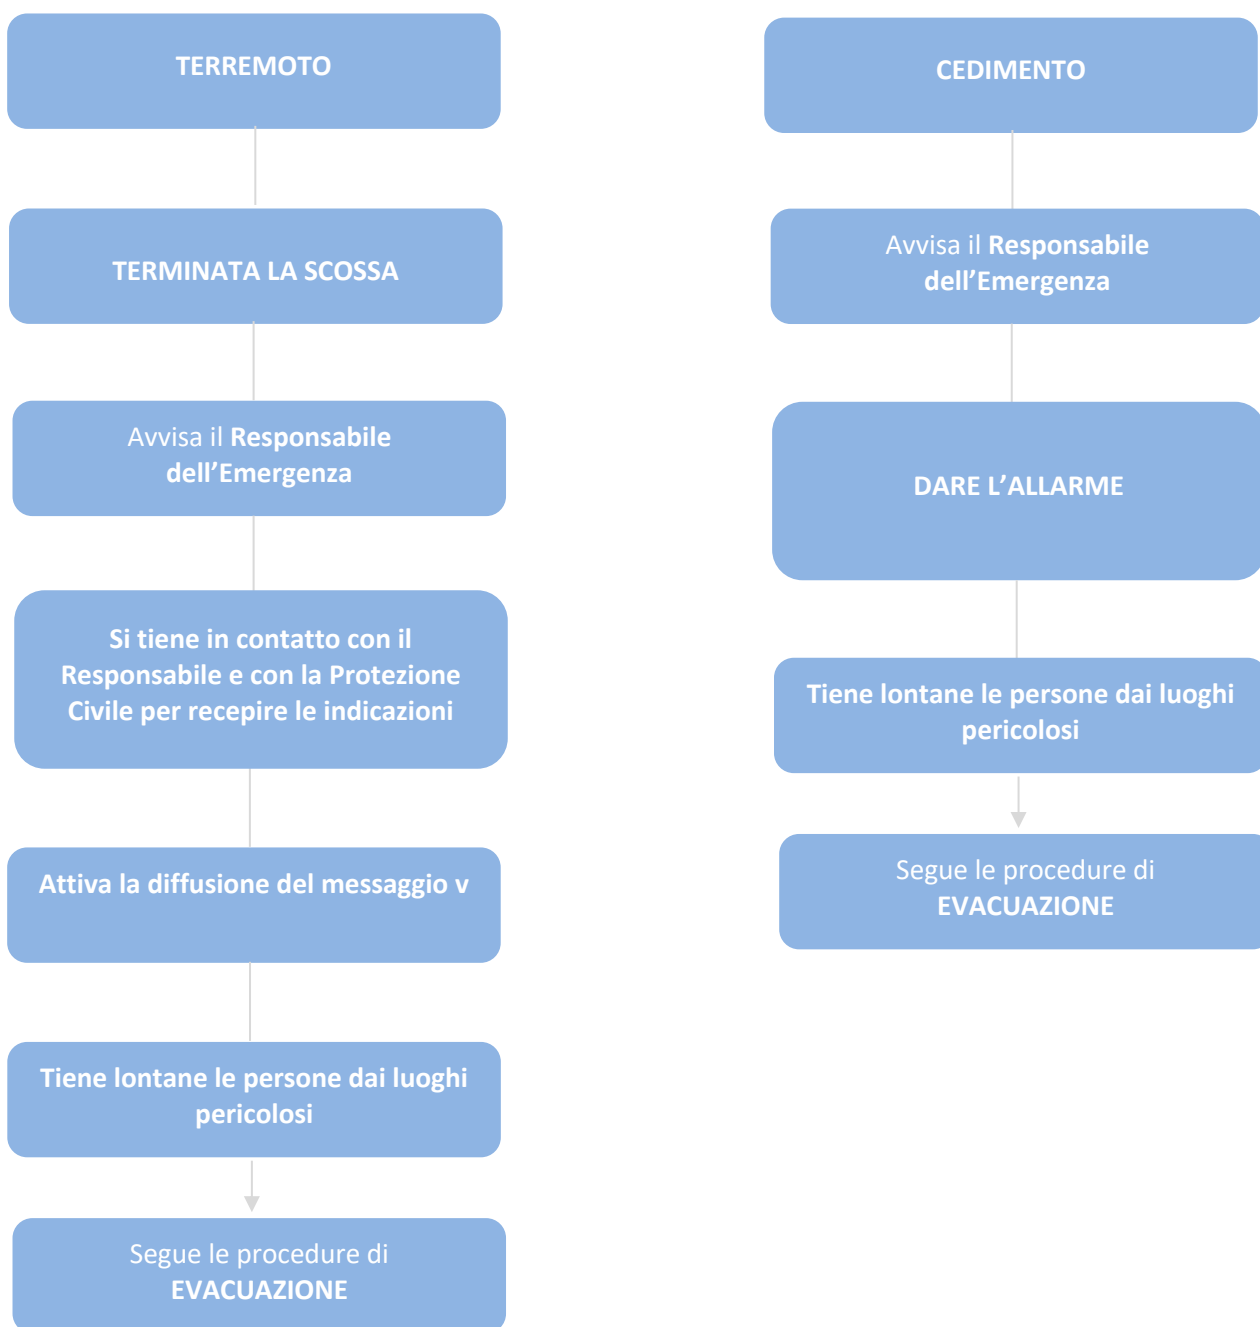 TERREMOTO
TERMINATA LA SCOSSA
Avvisa il Responsabile
dell’Emergenza
Si tiene in contatto con il
Responsabile e con la Protezione
Civile per recepire le indicazioni
Attiva la diffusione del messaggio v
Tiene lontane le persone dai luoghi
pericolosi
Segue le procedure di
EVACUAZIONE
CEDIMENTO
Avvisa il Responsabile
dell’Emergenza
DARE L’ALLARME
Tiene lontane le persone dai luoghi
pericolosi
Segue le procedure di
EVACUAZIONE